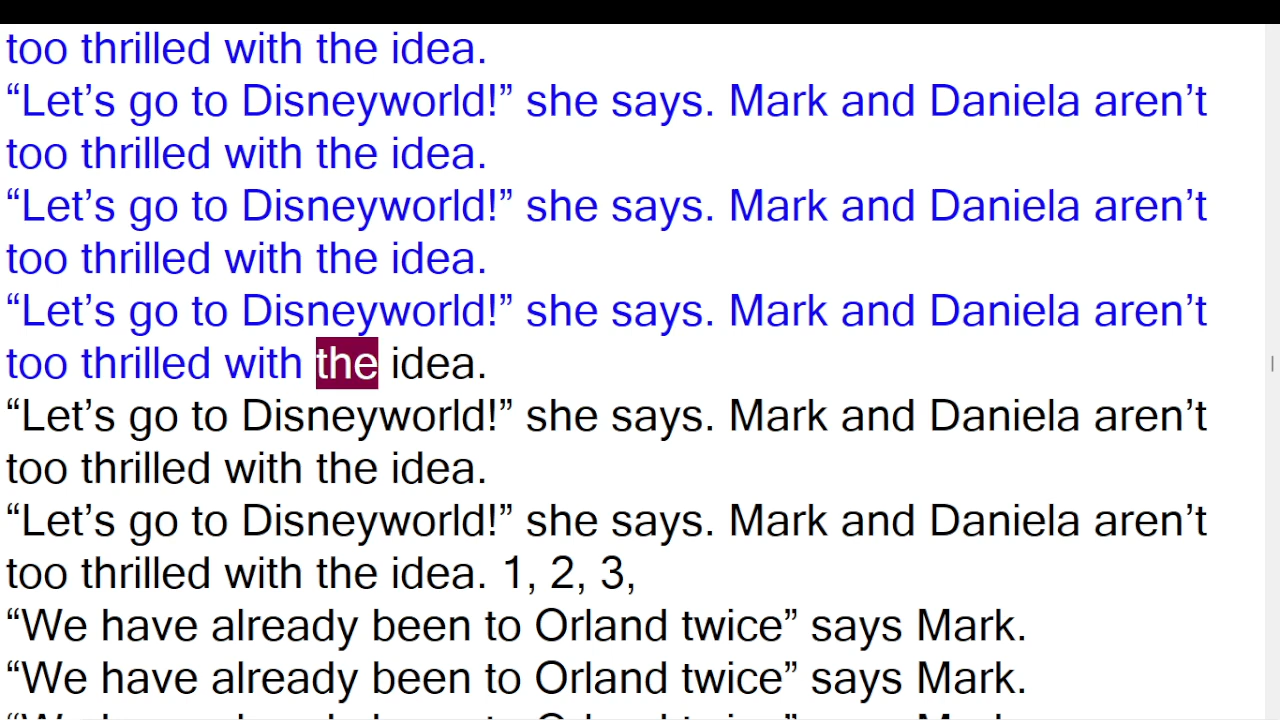 too thrilled with the idea.
“Let’s go to Disneyworld!” she says. Mark and Daniela aren’t
too thrilled with the idea.
“Let’s go to Disneyworld!” she says. Mark and Daniela aren’t
too thrilled with the idea.
“Let’s go to Disneyworld!” she says. Mark and Daniela aren’t
too thrilled with the idea.
“Let’s go to Disneyworld!” she says. Mark and Daniela aren’t
too thrilled with the idea.
“Let’s go to Disneyworld!” she says. Mark and Daniela aren’t
too thrilled with the idea. 1, 2, 3,
“We have already been to Orland twice” says Mark.
“We have already been to Orland twice” says Mark.